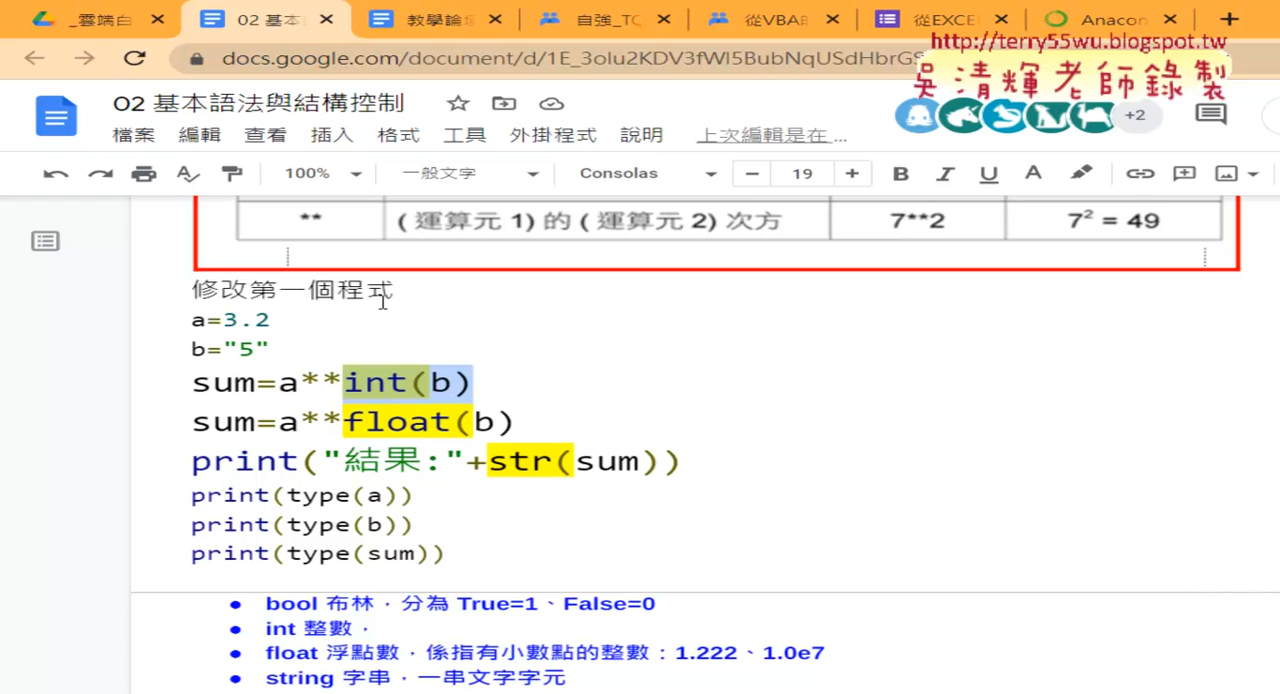 _雲端白
02 基本
教學論壇
自強_TQ
從VBA
從EXCE
Anacon
http://terry55wu.blogspot.tw
docs.google.com/document/d/1E_3oIu2KDV3fWI5BubNqUSdHbrG
吳清輝老師錄製
02 基本語法與結構控制
+2
檔案 編輯 查看 插入 格式 工具 外掛程式 說明 上次編輯是在 ...
100% 一般文字 Consolas 19 B I U A
** (運算元 1) 的 (運算元 2) 次方 7**2 7² = 49
修改第一個程式
a=3.2
b="5"
sum=a**int(b)
sum=a**float(b)
print("結果:"+str(sum))
print(type(a))
print(type(b))
print(type(sum))
• bool 布林，分為 True=1、False=0
• int 整數，
• float 浮點數，係指有小數點的整數：1.222、1.0e7
• string 字串，一串文字字元